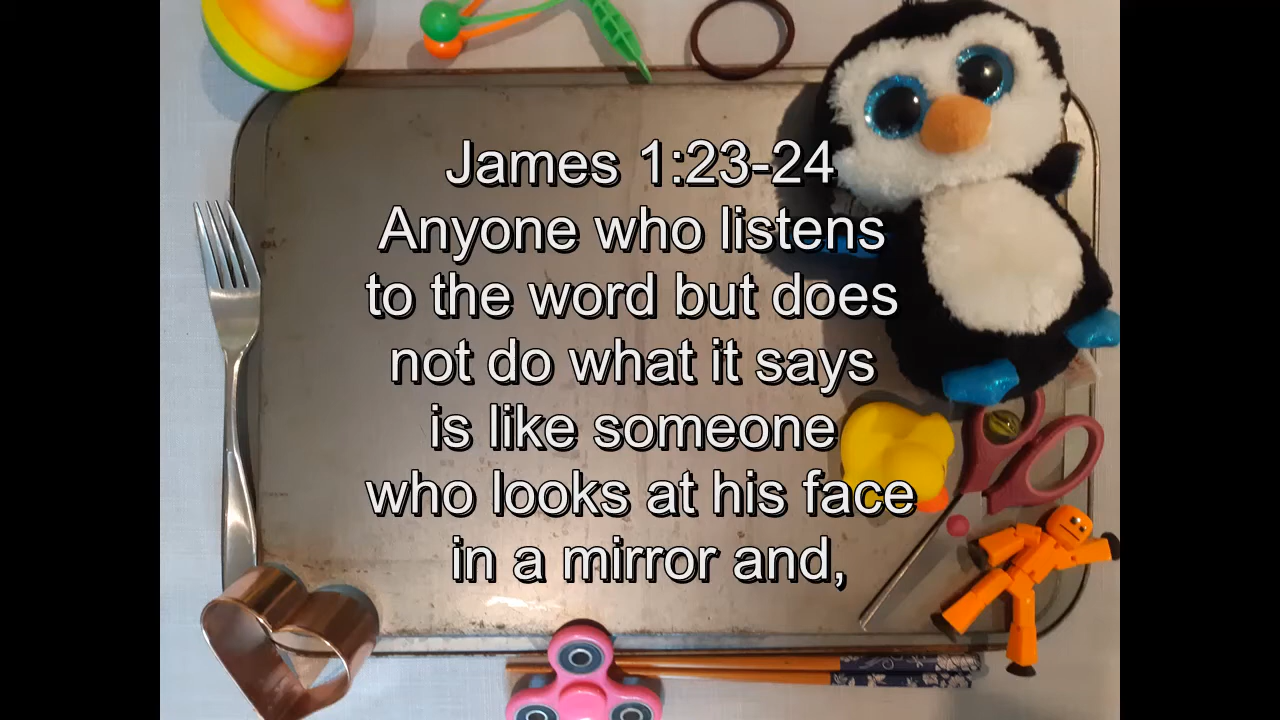 James 1:23-24
Anyone who listens
to the word but does
not do what it says
is like someone
who looks at his face
in a mirror and,